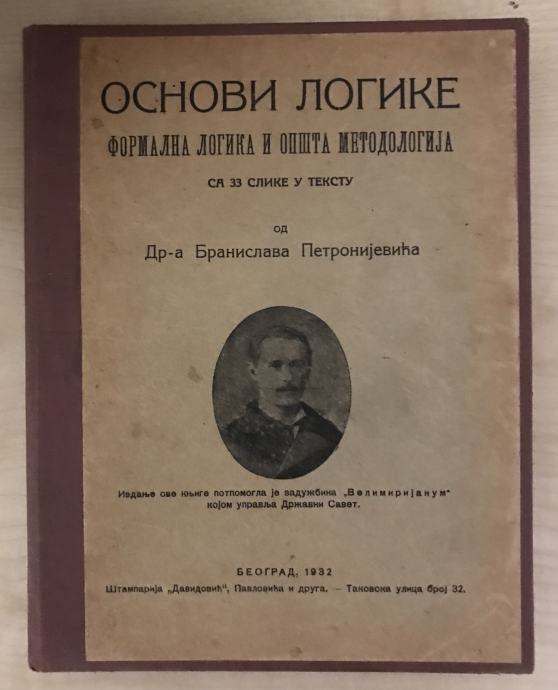 ОСНОВИ ЛОГИКЕ
ФОРМАЛНА ЛОГИКА И ОПШТА МЕТОДОЛОГИЈА
СА 33 СЛИКЕ У ТЕКСТУ
ОД
Др-а Бранислава Петронијевића
Издање ове књиге потпомогла је задужбина „Велимиријанум“
којом управља Државни Савет.
БЕОГРАД, 1932
Штампарија „Давидовић“, Павловића и друга. — Таковска улица број 32.